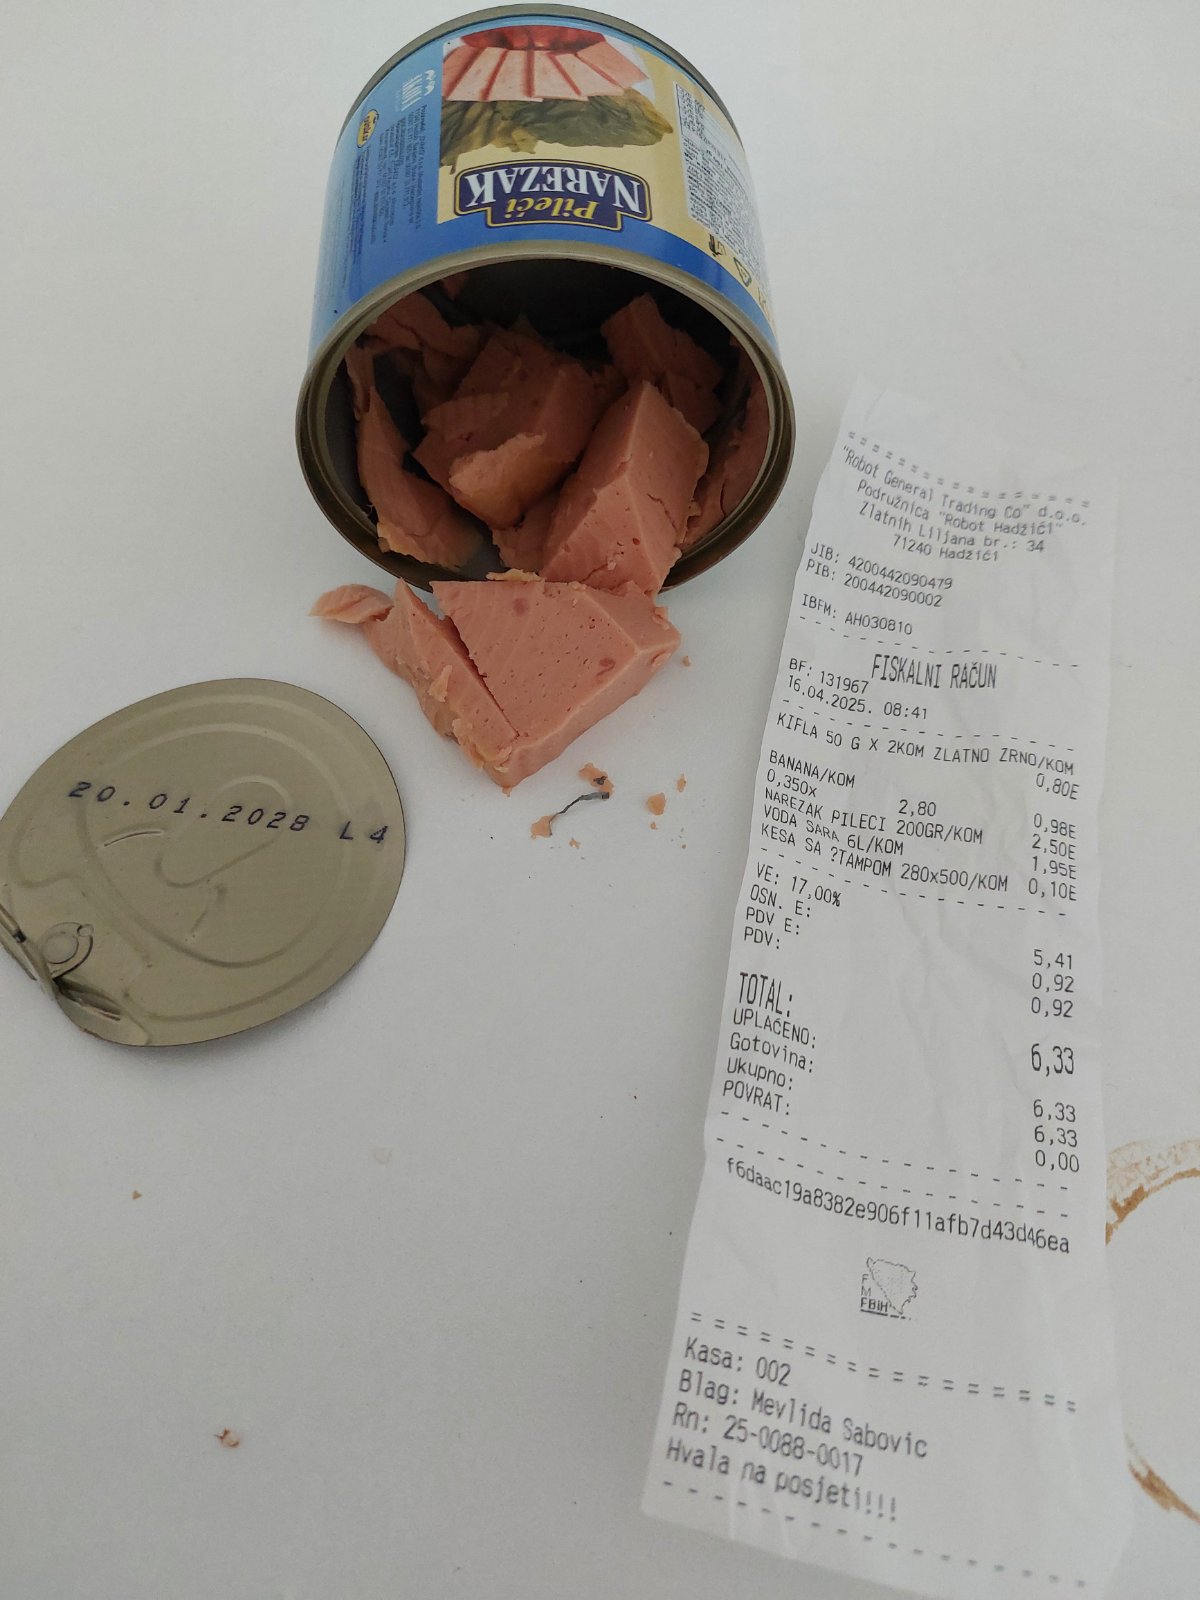 Pileći
NAREZAK
20.01.2028 L4
"Robot General Trading CO" d.o.o.
Podružnica "Robot Hadžići"
Zlatnih Liljana br.: 34
71240 Hadžići
JIB: 4200442090479
PIB: 200442090002
IBFM: AH030810
FISKALNI RAČUN
BF: 131967
16.04.2025. 08:41
KIFLA 50 G X 2KOM ZLATNO ZRNO/KOM
0,80E
BANANA/KOM
0,350x 2,80 0,98E
NAREZAK PILECI 200GR/KOM 2,50E
VODA SARA 6L/KOM 1,95E
KESA SA ?TAMPOM 280x500/KOM 0,10E
VE: 17,00%
OSN. E: 5,41
PDV E: 0,92
PDV: 0,92
TOTAL: 6,33
UPLAĆENO:
Gotovina: 6,33
Ukupno: 6,33
POVRAT: 0,00
f6daac19a8382e906f11afb7d43d46ea
FM
FBIH
Kasa: 002
Blag: Mevlida Sabovic
Rn: 25-0088-0017
Hvala na posjeti!!!